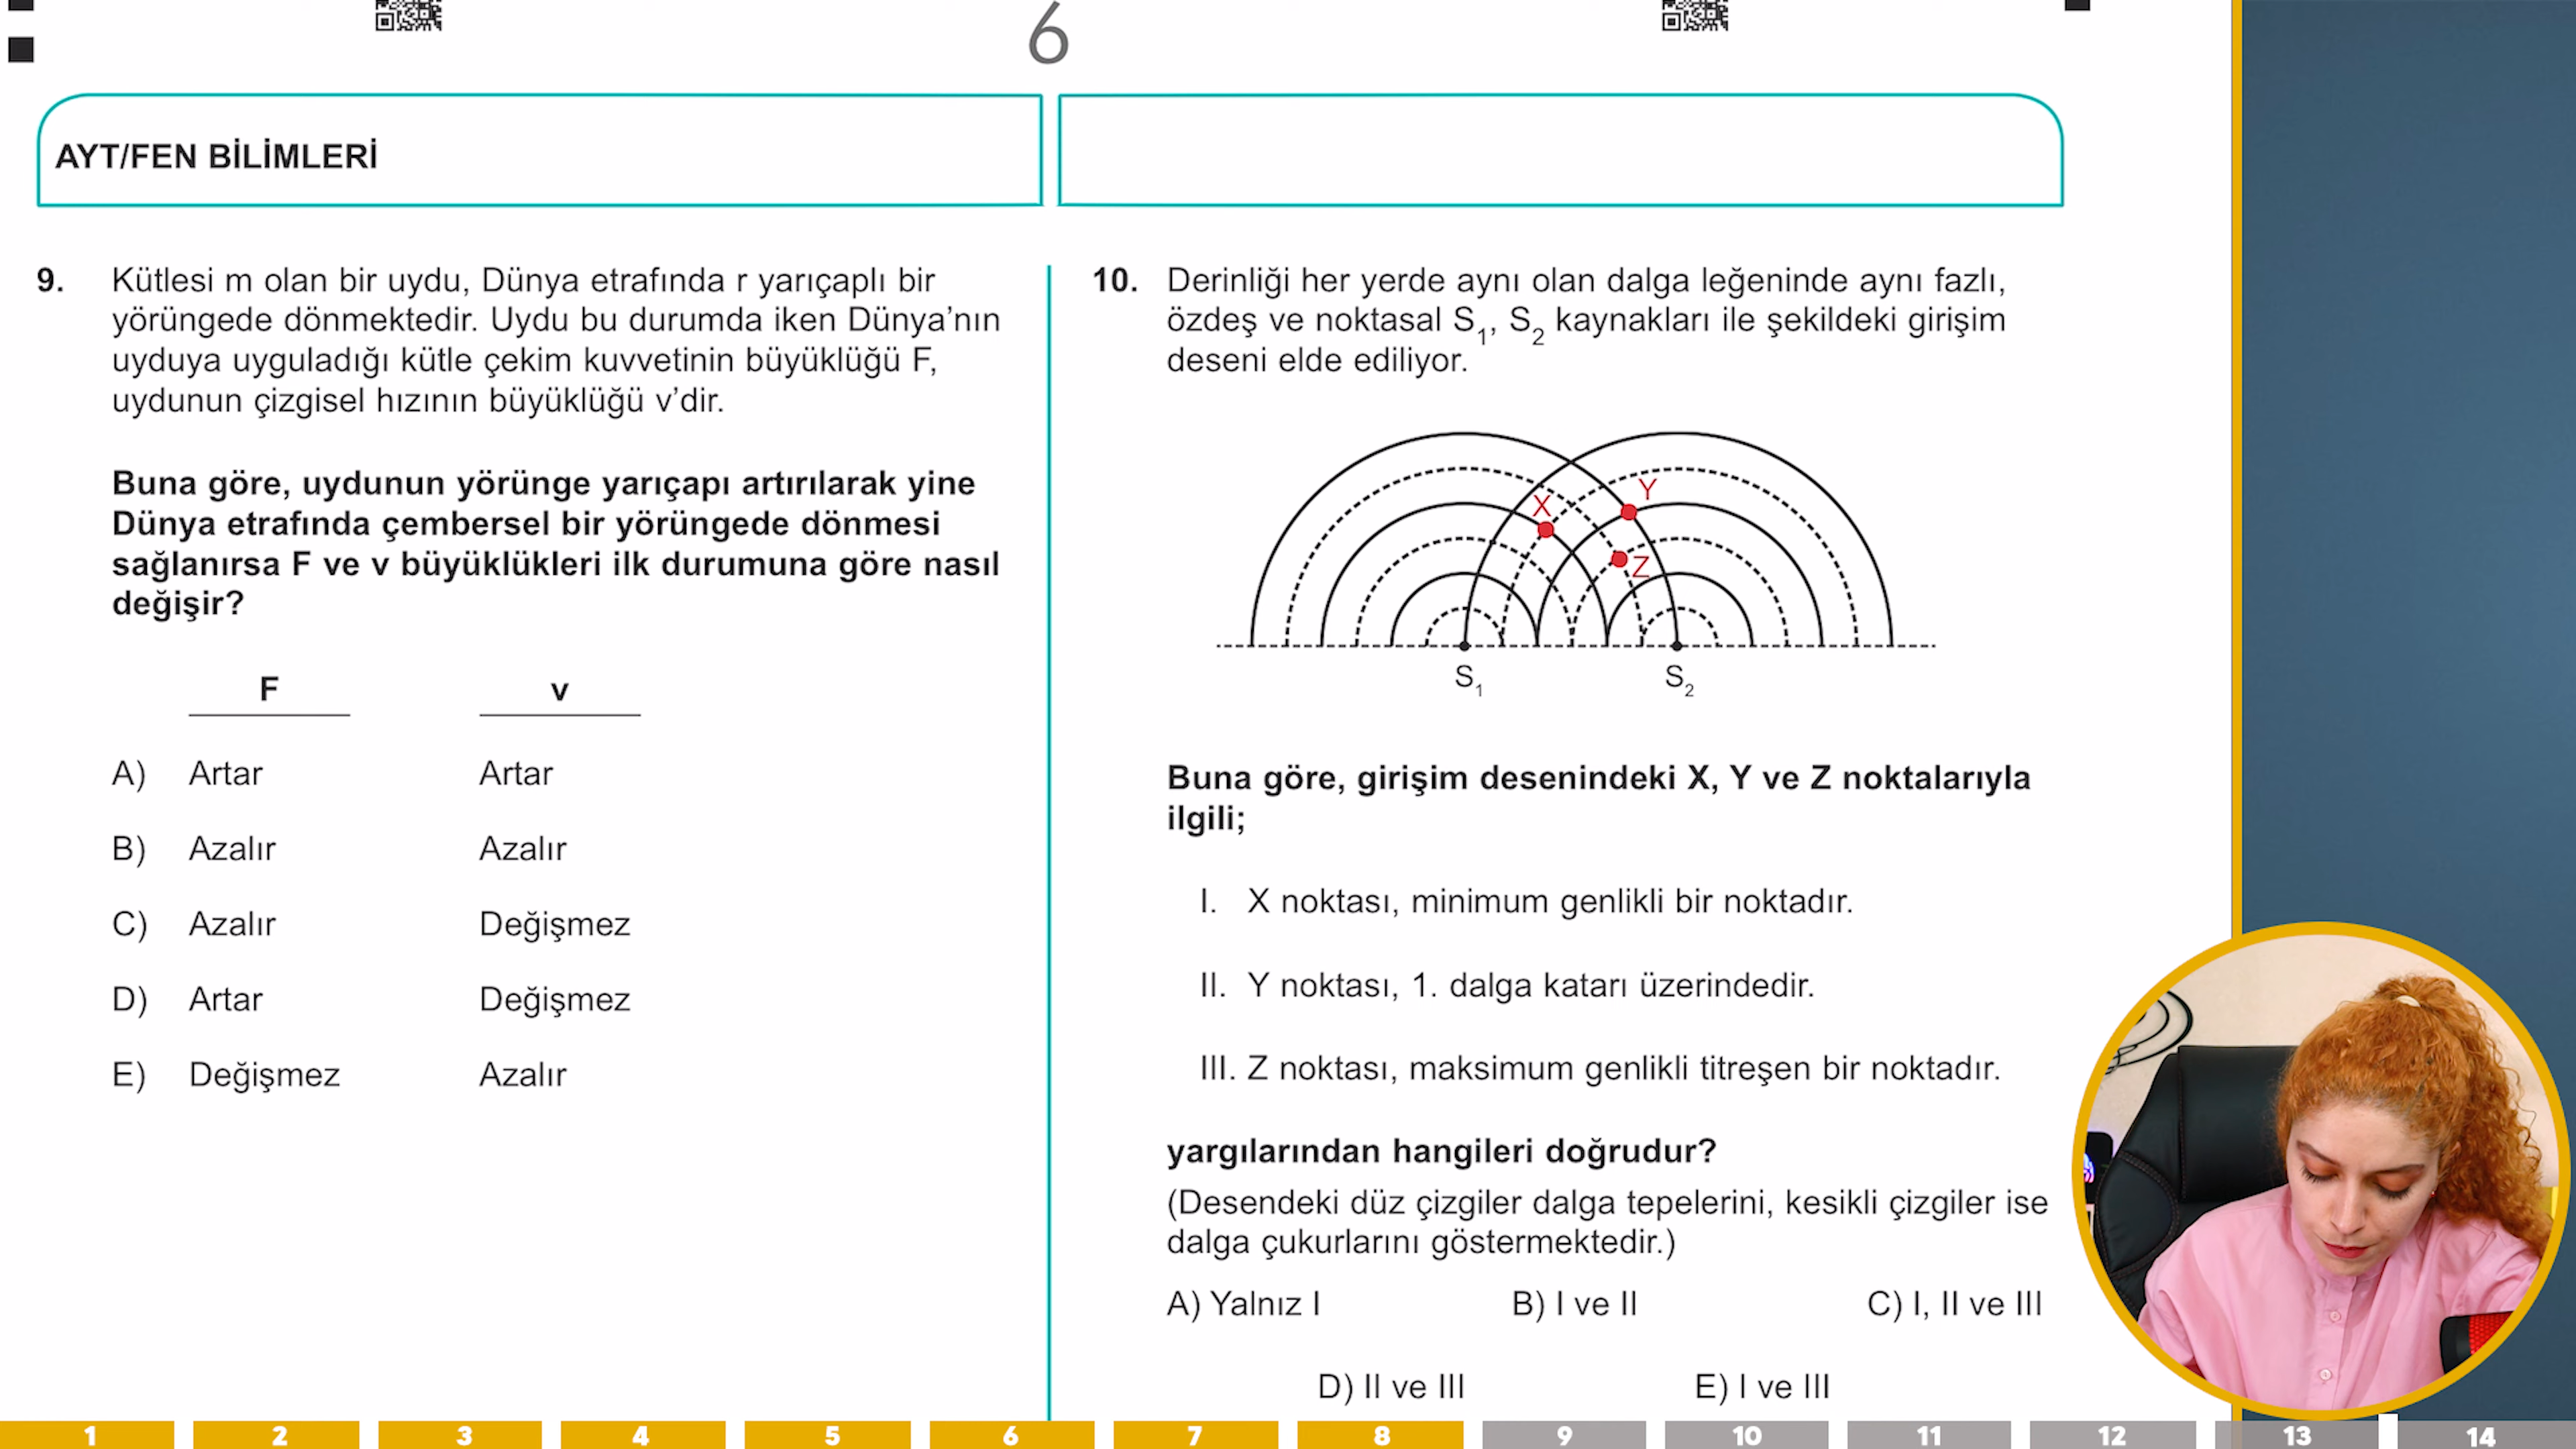 6
AYT/FEN BİLİMLERİ
9. Kütlesi m olan bir uydu, Dünya etrafında r yarıçaplı bir
yörüngede dönmektedir. Uydu bu durumda iken Dünya’nın
uyduya uyguladığı kütle çekim kuvvetinin büyüklüğü F,
uydunun çizgisel hızının büyüklüğü v’dir.
Buna göre, uydunun yörünge yarıçapı artırılarak yine
Dünya etrafında çembersel bir yörüngede dönmesi
sağlanırsa F ve v büyüklükleri ilk durumuna göre nasıl
değişir?
F v
A) Artar Artar
B) Azalır Azalır
C) Azalır Değişmez
D) Artar Değişmez
E) Değişmez Azalır
10. Derinliği her yerde aynı olan dalga leğeninde aynı fazlı,
özdeş ve noktasal S1, S2 kaynakları ile şekildeki girişim
deseni elde ediliyor.
X Y
Z
S1 S2
Buna göre, girişim desenindeki X, Y ve Z noktalarıyla
ilgili;
I. X noktası, minimum genlikli bir noktadır.
II. Y noktası, 1. dalga katarı üzerindedir.
III. Z noktası, maksimum genlikli titreşen bir noktadır.
yargılarından hangileri doğrudur?
(Desendeki düz çizgiler dalga tepelerini, kesikli çizgiler ise
dalga çukurlarını göstermektedir.)
A) Yalnız I B) I ve II C) I, II ve III
D) II ve III E) I ve III
1 2 3 4 5 6 7 8 9 10 11 12 13 14